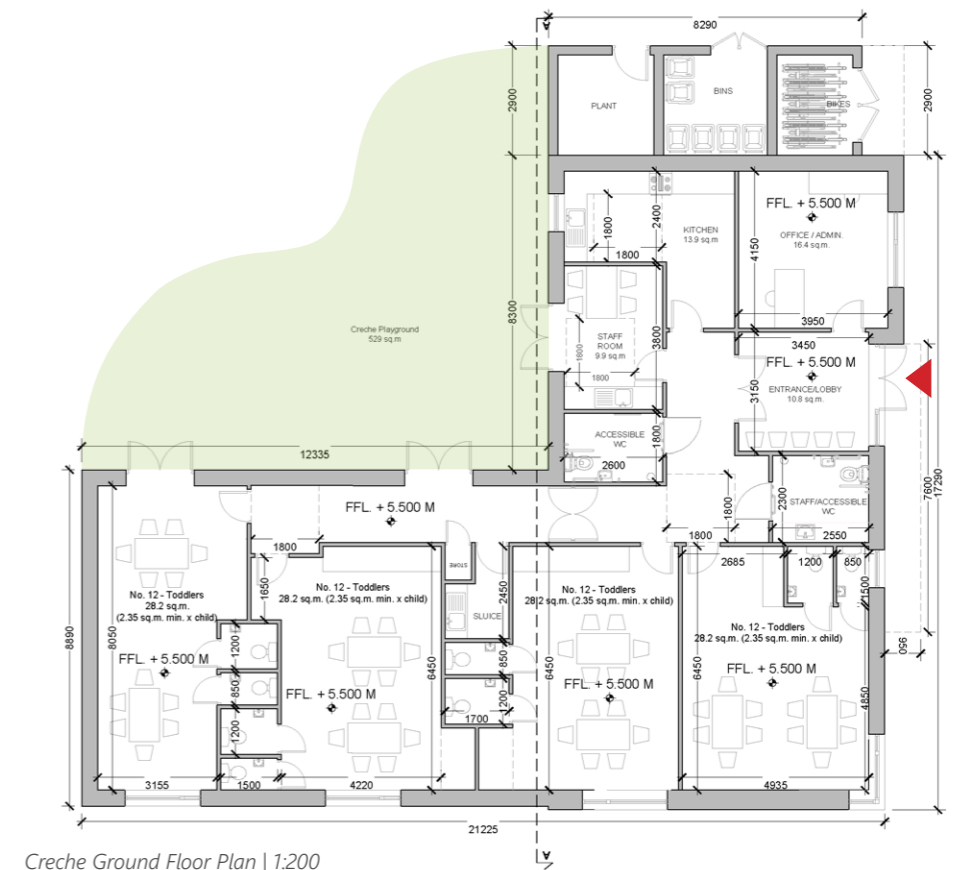 A
8290
2900
2900
PLANT
BINS
BIKES
FFL. + 5.500 M
OFFICE / ADMIN.
16.4 sq.m.
KITCHEN
13.9 sq.m
2400
1800
1800
4150
3950
Creche Playground
529 sq.m
8300
STAFF
ROOM
9.9 sq.m
3800
1800
1800
3450
FFL. + 5.500 M
ENTRANCE/LOBBY
10.8 sq.m.
3150
ACCESSIBLE
WC
1800
2600
12335
7600
17290
STAFF/ACCESSIBLE
WC
2300
2550
1800
1800
FFL. + 5.500 M
1800
STORE
SLUICE
2450
2685
1200
850
1500
950
8890
8050
No. 12 - Toddlers
28.2 sq.m.
(2.35 sq.m. min. x child)
FFL. + 5.500 M
1650
No. 12 - Toddlers
28.2 sq.m. (2.35 sq.m. min. x child)
FFL. + 5.500 M
6450
1200
850
1200
850
1200
1700
No. 12 - Toddlers
28.2 sq.m. (2.35 sq.m. min. x child)
FFL. + 5.500 M
6450
No. 12 - Toddlers
28.2 sq.m. (2.35 sq.m. min. x child)
FFL. + 5.500 M
6450
4850
3155
1500
4220
4935
21225
A
Creche Ground Floor Plan | 1:200